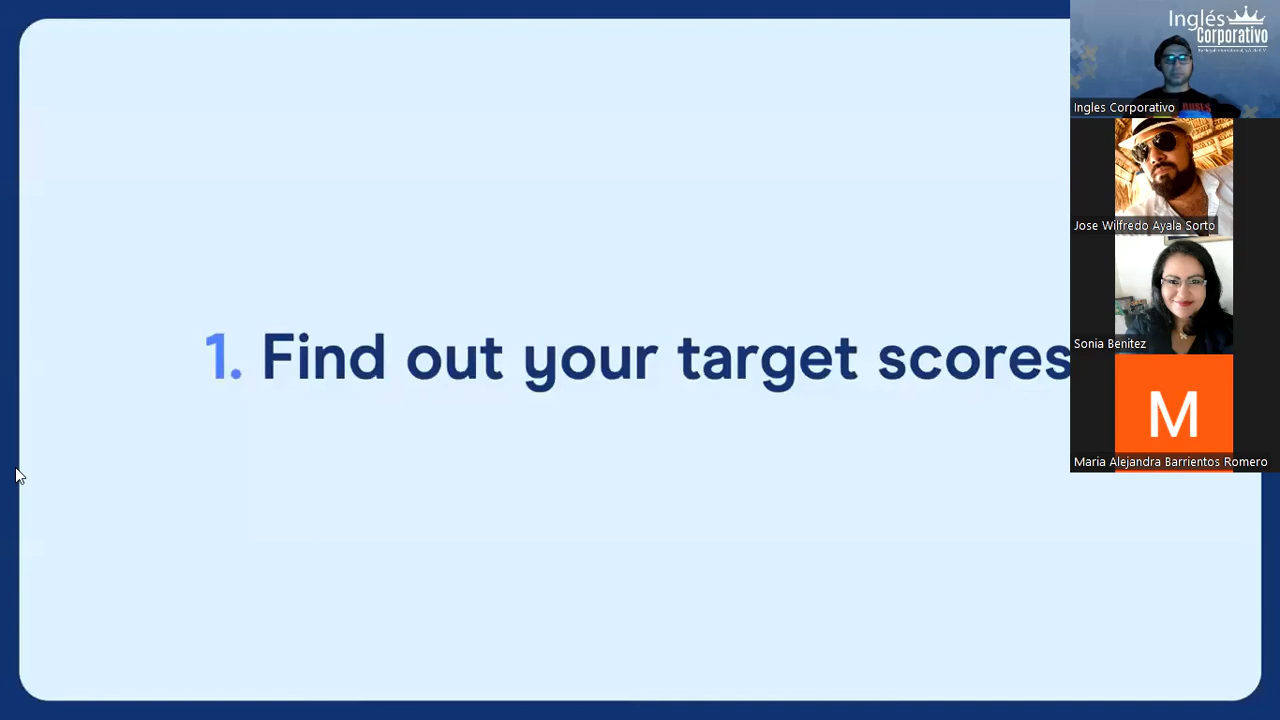 1. Find out your target scores
Inglés
Corporativo
Ingles Corporativo
Jose Wilfredo Ayala Sorto
Sonia Benitez
M
Maria Alejandra Barrientos Romero